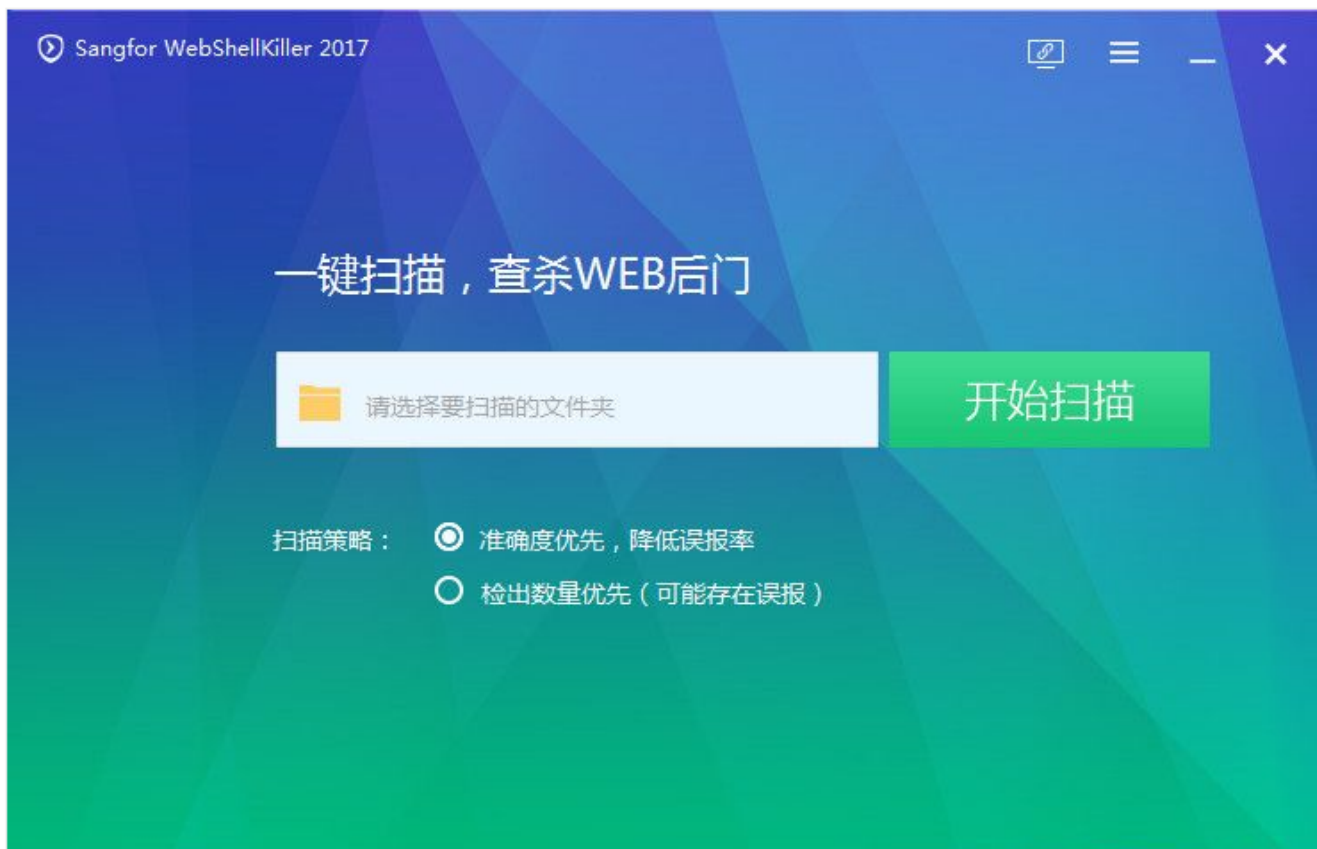 Sangfor WebShellKiller 2017
一键扫描，查杀WEB后门
请选择要扫描的文件夹
开始扫描
扫描策略：
准确度优先，降低误报率
检出数量优先（可能存在误报）